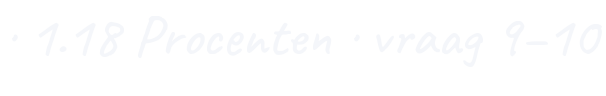 · 1.18 Procenten · vraag 9–10